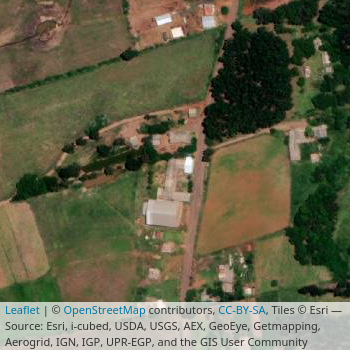 Leaflet | © OpenStreetMap contributors, CC-BY-SA, Tiles © Esri —
Source: Esri, i-cubed, USDA, USGS, AEX, GeoEye, Getmapping,
Aerogrid, IGN, IGP, UPR-EGP, and the GIS User Community